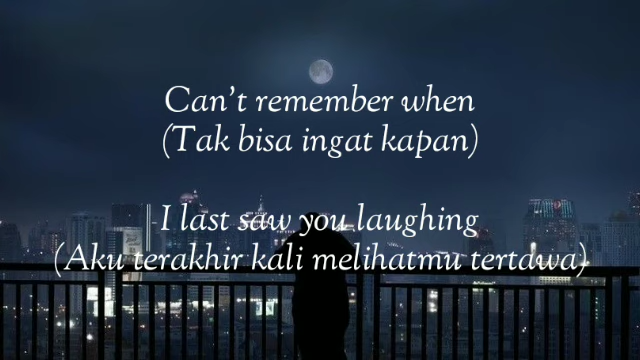 Can't remember when
(Tak bisa ingat kapan)
I last saw you laughing
(Aku terakhir kali melihatmu tertawa)